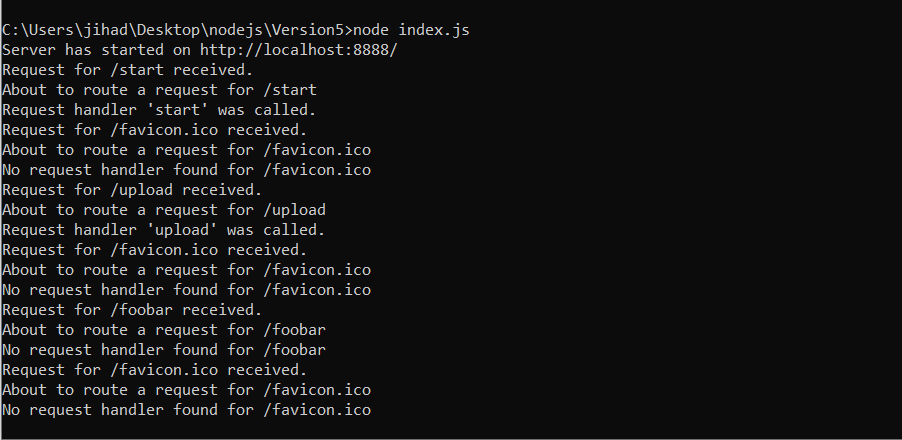 C:\Users\jihad\Desktop\nodejs\Version5>node index.js
Server has started on http://localhost:8888/
Request for /start received.
About to route a request for /start
Request handler 'start' was called.
Request for /favicon.ico received.
About to route a request for /favicon.ico
No request handler found for /favicon.ico
Request for /upload received.
About to route a request for /upload
Request handler 'upload' was called.
Request for /favicon.ico received.
About to route a request for /favicon.ico
No request handler found for /favicon.ico
Request for /foobar received.
About to route a request for /foobar
No request handler found for /foobar
Request for /favicon.ico received.
About to route a request for /favicon.ico
No request handler found for /favicon.ico